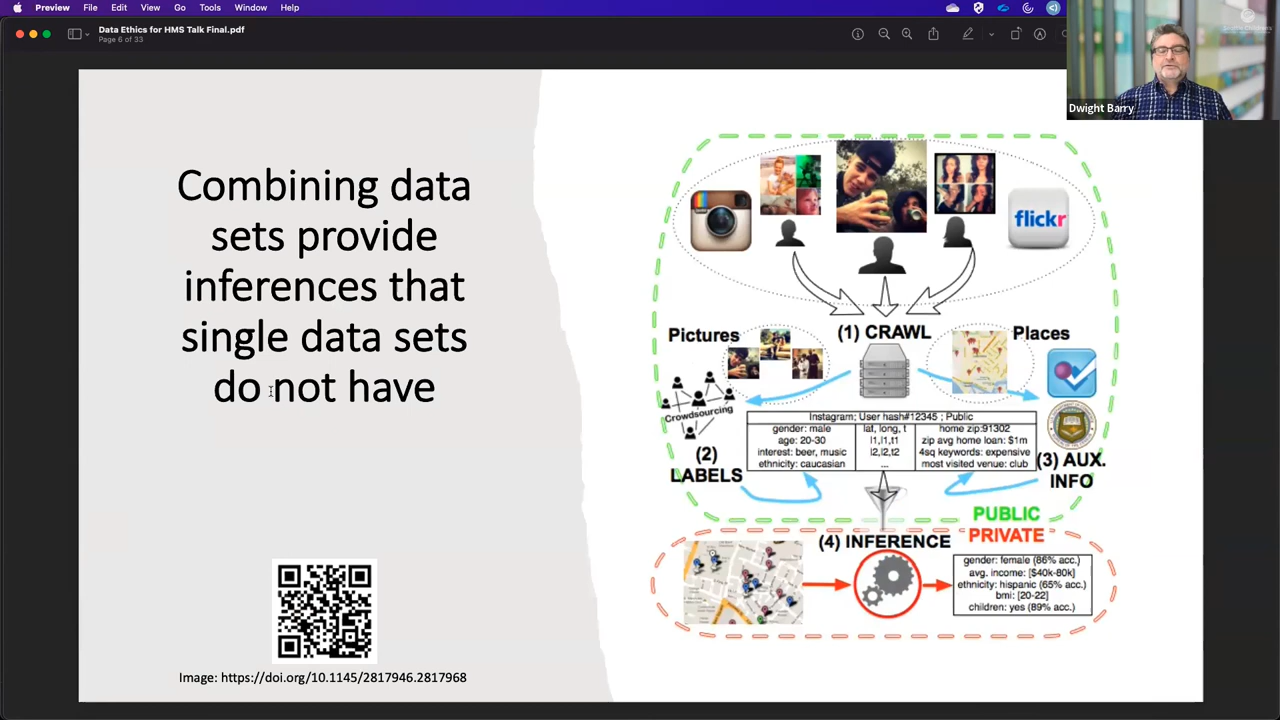 Preview File Edit View Go Tools Window Help
Data Ethics for HMS Talk Final.pdf
Page 6 of 33
Dwight Barry
Combining data
sets provide
inferences that
single data sets
do not have
Image: https://doi.org/10.1145/2817946.2817968
flickr
(1) CRAWL
Pictures
Places
Crowdsourcing
(2)
LABELS
Instagram; User hash#12345 ; Public
gender: male
age: 20-30
interest: beer, music
ethnicity: caucasian
lat, long, t
l1,l1,t1
l2,l2,t2
...
home zip:91302
zip avg home loan: $1m
4sq keywords: expensive
most visited venue: club
(3) AUX.
INFO
PUBLIC
PRIVATE
(4) INFERENCE
gender: female (86% acc.)
avg. income: [$40k-80k]
ethnicity: hispanic (65% acc.)
bmi: [20-22]
children: yes (89% acc.)